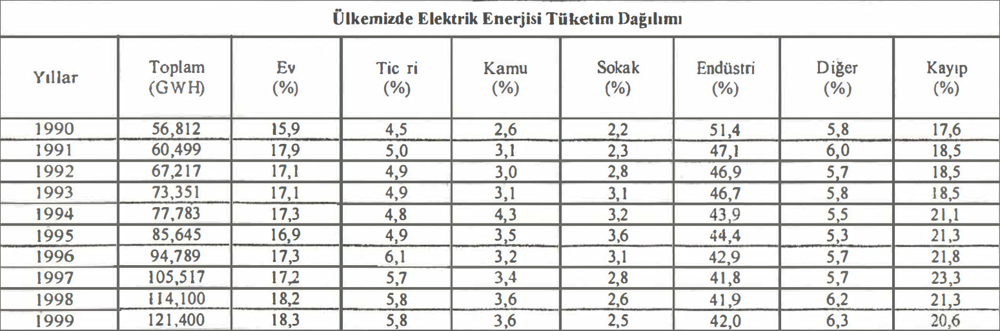 Ülkemizde Elektrik Enerjisi Tüketim Dağılımı
Yıllar Toplam (GWH) Ev (%) Tic ri (%) Kamu (%) Sokak (%) Endüstri (%) Diğer (%) Kayıp (%)
1990 56,812 15,9 4,5 2,6 2,2 51,4 5,8 17,6
1991 60,499 17,9 5,0 3,1 2,3 47,1 6,0 18,5
1992 67,217 17,1 4,9 3,0 2,8 46,9 5,7 18,5
1993 73,351 17,1 4,9 3,1 3,1 46,7 5,8 18,5
1994 77,783 17,3 4,8 4,3 3,2 43,9 5,5 21,1
1995 85,645 16,9 4,9 3,5 3,6 44,4 5,3 21,3
1996 94,789 17,3 6,1 3,2 3,1 42,9 5,7 21,8
1997 105,517 17,2 5,7 3,4 2,8 41,8 5,7 23,3
1998 114,100 18,2 5,8 3,6 2,6 41,9 6,2 21,3
1999 121,400 18,3 5,8 3,6 2,5 42,0 6,3 20,6